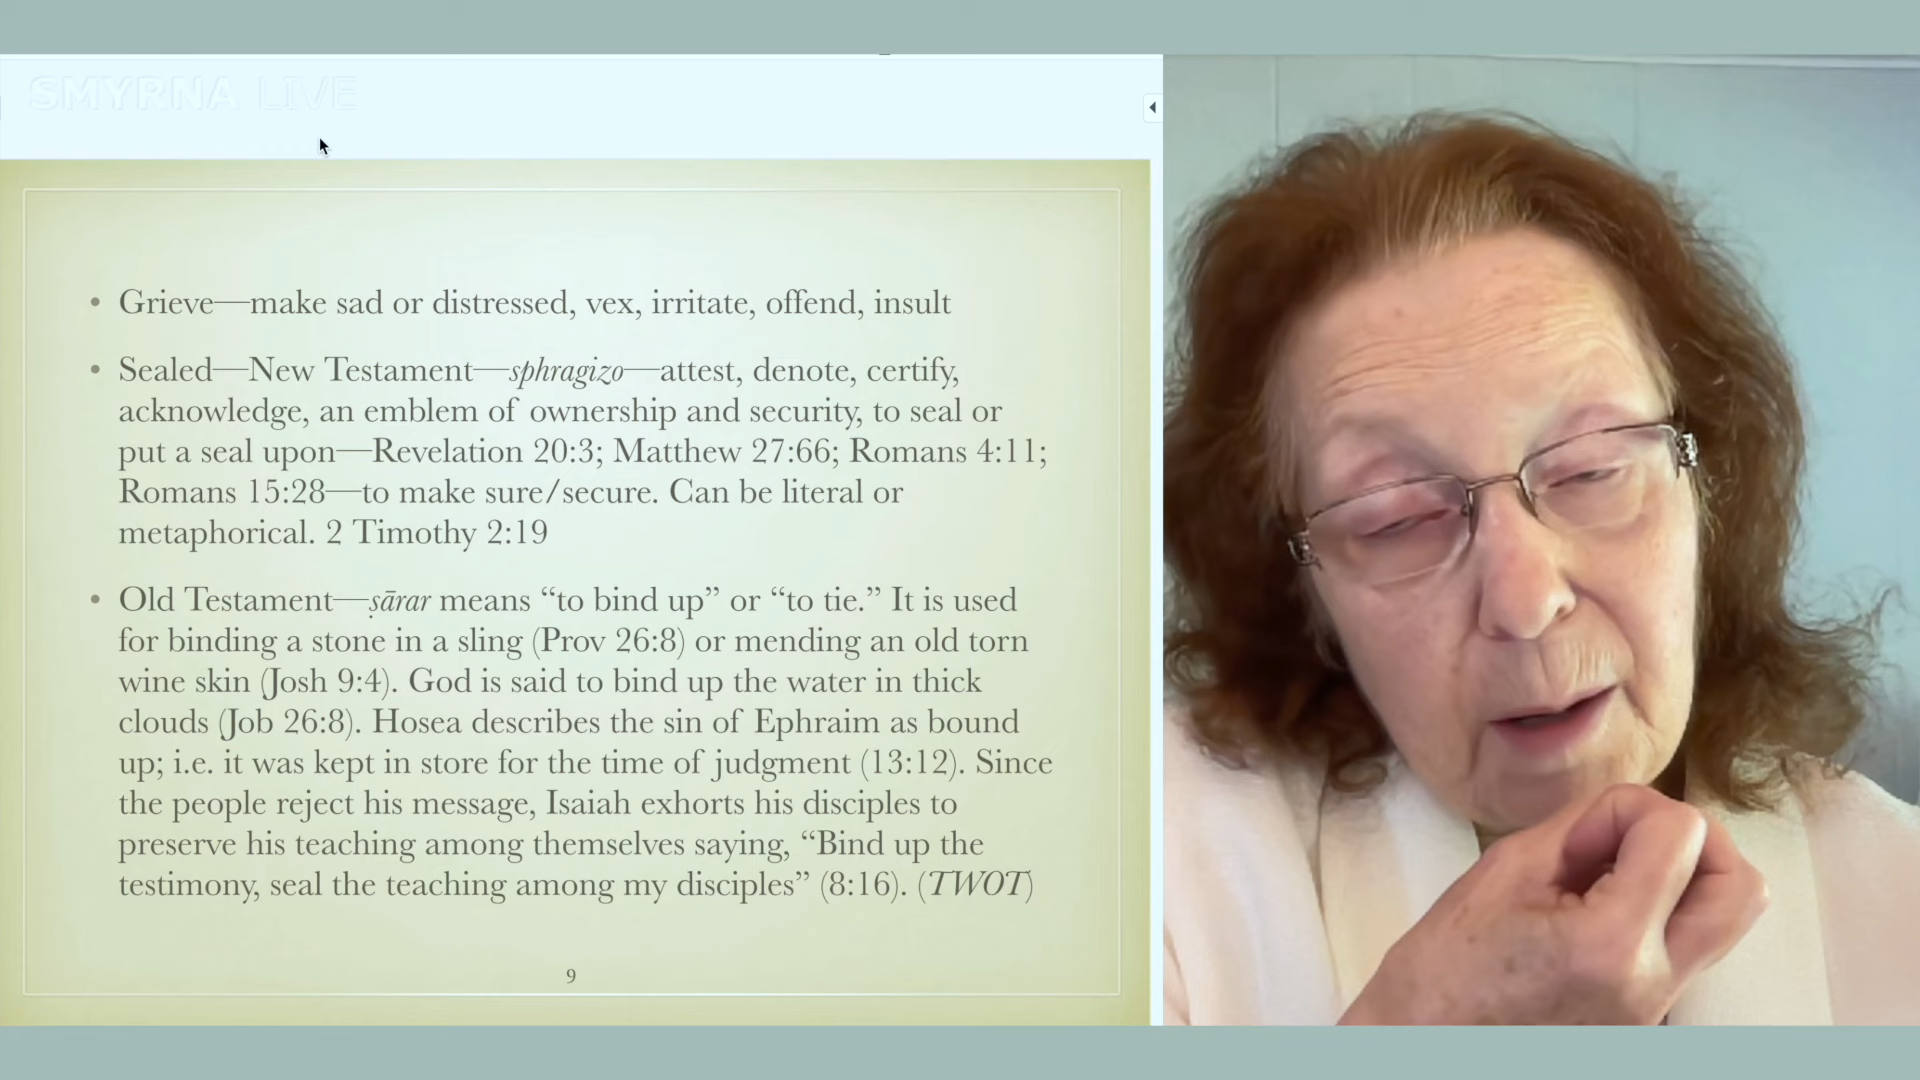 SMYRNA LIVE
• Grieve—make sad or distressed, vex, irritate, offend, insult
• Sealed—New Testament—sphragizo—attest, denote, certify,
acknowledge, an emblem of ownership and security, to seal or
put a seal upon—Revelation 20:3; Matthew 27:66; Romans 4:11;
Romans 15:28—to make sure/secure. Can be literal or
metaphorical. 2 Timothy 2:19
• Old Testament—ṣārar means “to bind up” or “to tie.” It is used
for binding a stone in a sling (Prov 26:8) or mending an old torn
wine skin (Josh 9:4). God is said to bind up the water in thick
clouds (Job 26:8). Hosea describes the sin of Ephraim as bound
up; i.e. it was kept in store for the time of judgment (13:12). Since
the people reject his message, Isaiah exhorts his disciples to
preserve his teaching among themselves saying, “Bind up the
testimony, seal the teaching among my disciples” (8:16). (TWOT)
9